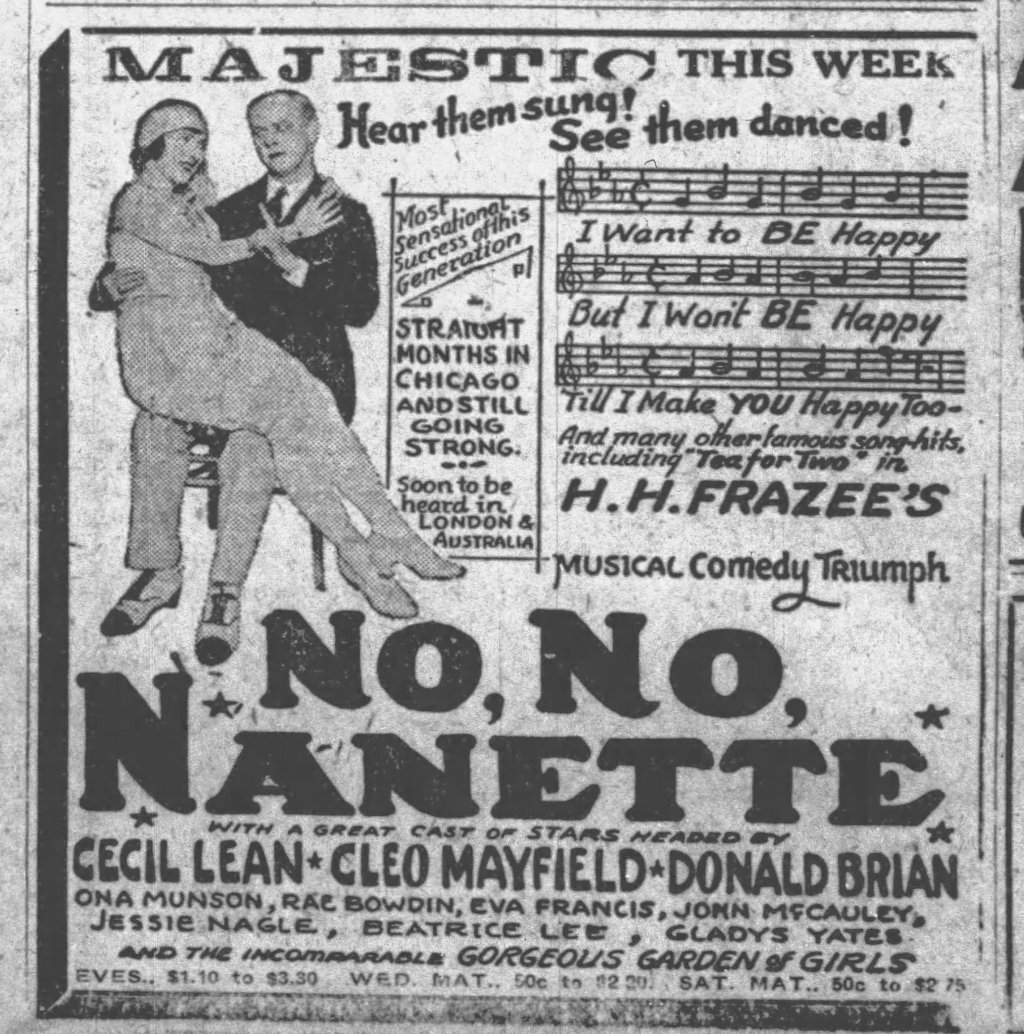 MAJESTIC THIS WEEK
Hear them sung!
See them danced!
Most
Sensational
Success of this
Generation
STRAIGHT
MONTHS IN
CHICAGO
AND STILL
GOING
STRONG.
Soon to be
heard in
LONDON &
AUSTRALIA
I Want to BE Happy
But I Won't BE Happy
Till I Make YOU Happy Too-
And many other famous song-hits,
including "Tea for Two" in
H. H. FRAZEE'S
MUSICAL Comedy TRIUMPH
NO, NO,
NANETTE
WITH A GREAT CAST OF STARS HEADED BY
CECIL LEAN * CLEO MAYFIELD * DONALD BRIAN
ONA MUNSON, RAE BOWDIN, EVA FRANCIS, JOHN McCAULEY,
JESSIE NAGLE, BEATRICE LEE, GLADYS YATES
AND THE INCOMPARABLE GORGEOUS GARDEN of GIRLS
EVES., $1.10 to $3.30 WED. MAT., 50c to SAT. MAT., 50c to $2 75